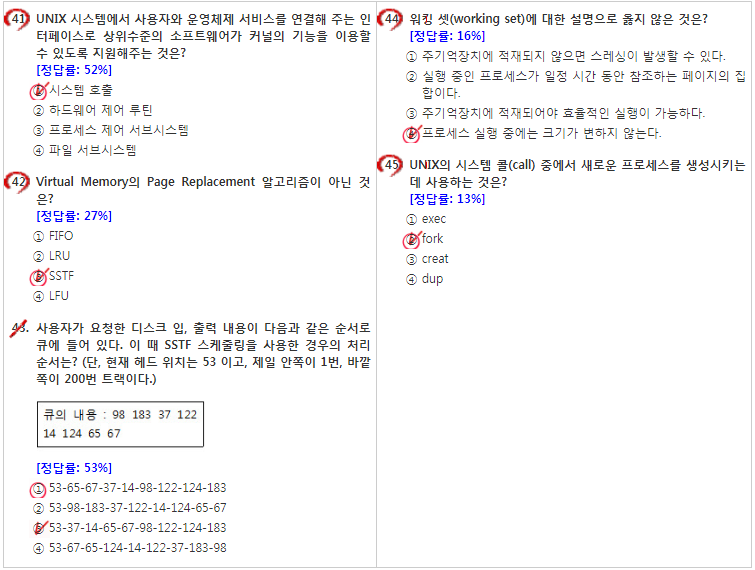 41. UNIX 시스템에서 사용자와 운영체제 서비스를 연결해 주는 인
터페이스로 상위수준의 소프트웨어가 커널의 기능을 이용할
수 있도록 지원해주는 것은?
[정답률: 52%]
① 시스템 호출
② 하드웨어 제어 루틴
③ 프로세스 제어 서브시스템
④ 파일 서브시스템
42. Virtual Memory의 Page Replacement 알고리즘이 아닌 것
은?
[정답률: 27%]
① FIFO
② LRU
③ SSTF
④ LFU
43. 사용자가 요청한 디스크 입, 출력 내용이 다음과 같은 순서로
큐에 들어 있다. 이 때 SSTF 스케줄링을 사용한 경우의 처리
순서는? (단, 현재 헤드 위치는 53 이고, 제일 안쪽이 1번, 바깥
쪽이 200번 트랙이다.)
큐의 내용 : 98 183 37 122
14 124 65 67
[정답률: 53%]
① 53-65-67-37-14-98-122-124-183
② 53-98-183-37-122-14-124-65-67
③ 53-37-14-65-67-98-122-124-183
④ 53-67-65-124-14-122-37-183-98
44. 워킹 셋(working set)에 대한 설명으로 옳지 않은 것은?
[정답률: 16%]
① 주기억장치에 적재되지 않으면 스레싱이 발생할 수 있다.
② 실행 중인 프로세스가 일정 시간 동안 참조하는 페이지의 집
합이다.
③ 주기억장치에 적재되어야 효율적인 실행이 가능하다.
④ 프로세스 실행 중에는 크기가 변하지 않는다.
45. UNIX의 시스템 콜(call) 중에서 새로운 프로세스를 생성시키는
데 사용하는 것은?
[정답률: 13%]
① exec
② fork
③ creat
④ dup